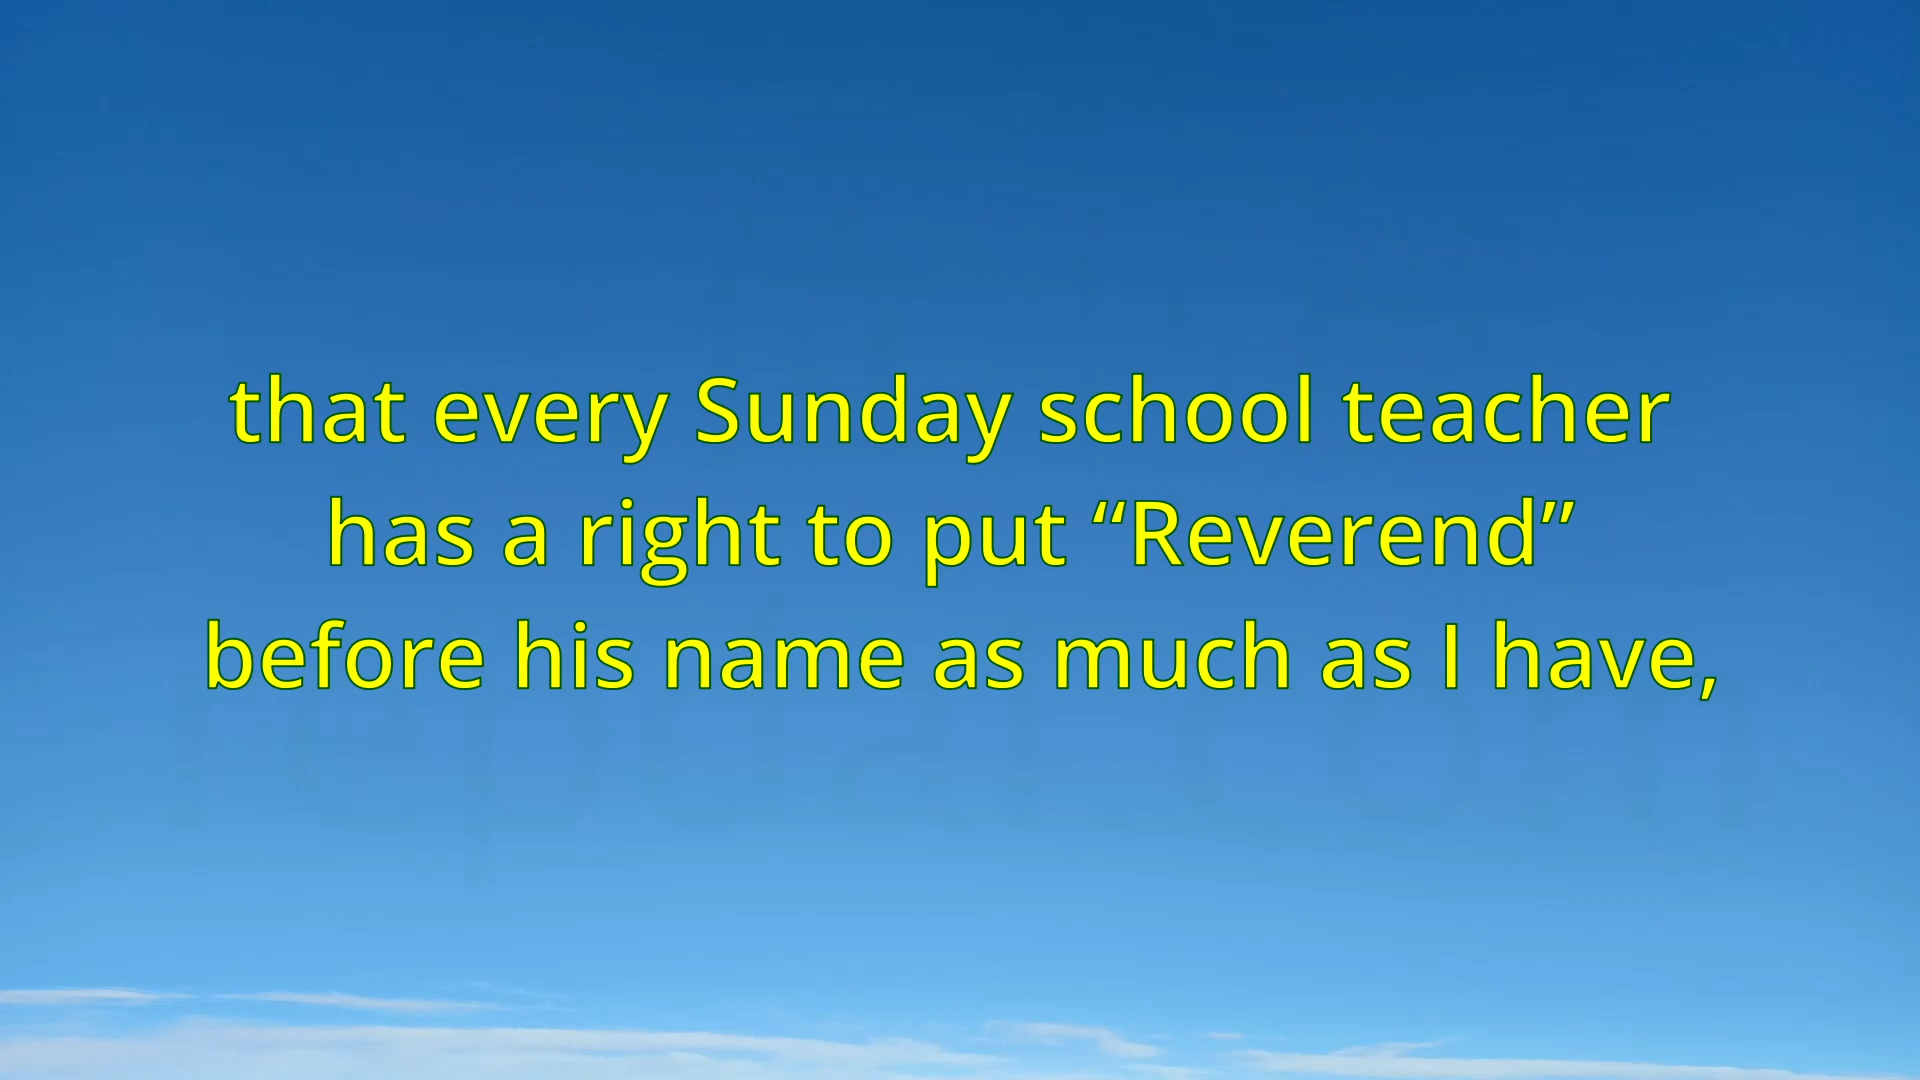 that every Sunday school teacher
has a right to put “Reverend”
before his name as much as I have,